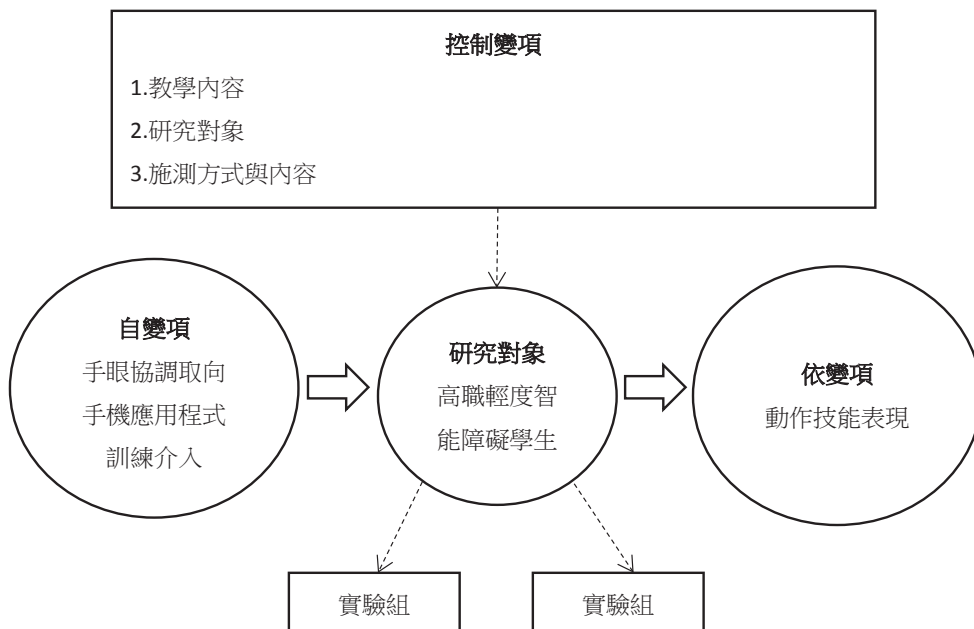 控制變項
1.教學內容
2.研究對象
3.施測方式與內容
自變項
手眼協調取向
手機應用程式
訓練介入
研究對象
高職輕度智
能障礙學生
依變項
動作技能表現
實驗組
實驗組